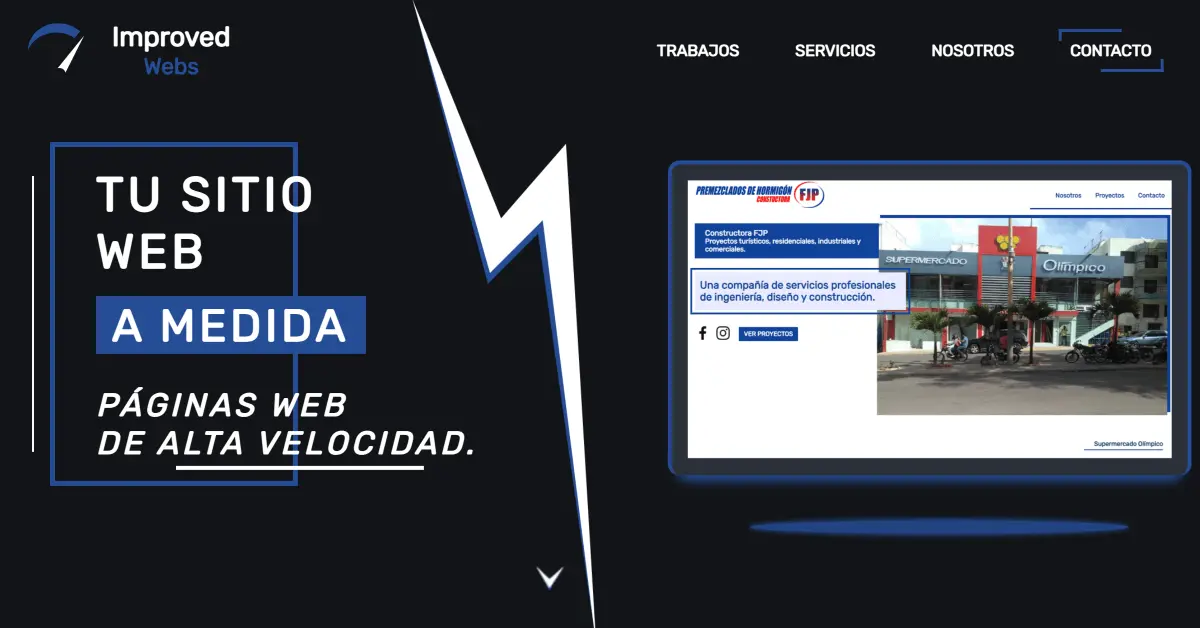 Improved
Webs
TRABAJOS
SERVICIOS
NOSOTROS
CONTACTO
TU SITIO
WEB
A MEDIDA
PÁGINAS WEB
DE ALTA VELOCIDAD.
PREMEZCLADOS DE HORMIGÓN
CONSTUCTORA
FJP
Nosotros
Proyectos
Contacto
Constructora FJP
Proyectos turísticos, residenciales, industriales y
comerciales.
Una compañía de servicios profesionales
de ingeniería, diseño y construcción.
VER PROYECTOS
SUPERMERCADO
Olímpico
Supermercado Olímpico